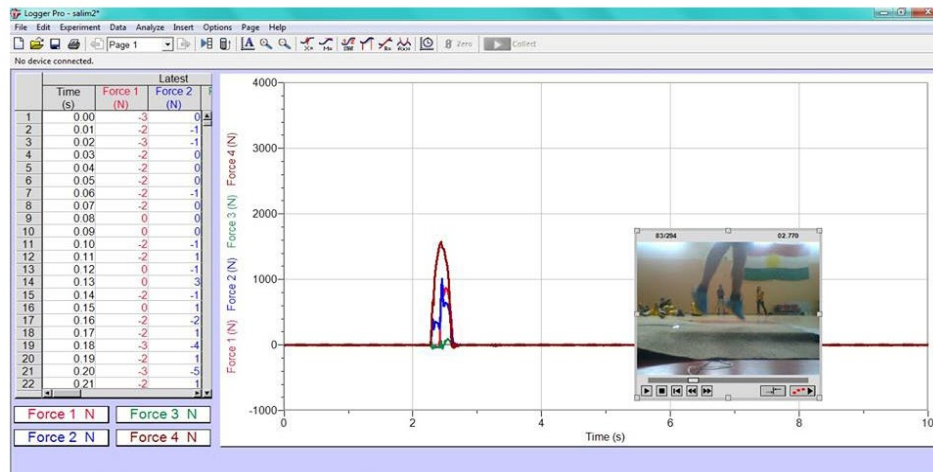 Logger Pro - salim2*
File Edit Experiment Data Analyze Insert Options Page Help
Page 1 Zero Collect
No device connected.
Latest
Time Force 1 Force 2
(s) (N) (N)
1 0.00 -3 0
2 0.01 -2 -1
3 0.02 -3 -1
4 0.03 -2 0
5 0.04 -2 0
6 0.05 -2 0
7 0.06 -2 -1
8 0.07 -2 0
9 0.08 0 0
10 0.09 0 0
11 0.10 -2 -1
12 0.11 -2 1
13 0.12 0 -1
14 0.13 0 3
15 0.14 -2 -1
16 0.15 0 1
17 0.16 -2 -2
18 0.17 -2 1
19 0.18 -3 -4
20 0.19 -2 1
21 0.20 -3 -5
22 0.21 -2 1
Force 1 N Force 3 N
Force 2 N Force 4 N
Force 1 (N) Force 2 (N) Force 3 (N) Force 4 (N)
4000
3000
2000
1000
0
-1000
0 2 4 6 8 10
Time (s)
83/294 02.770